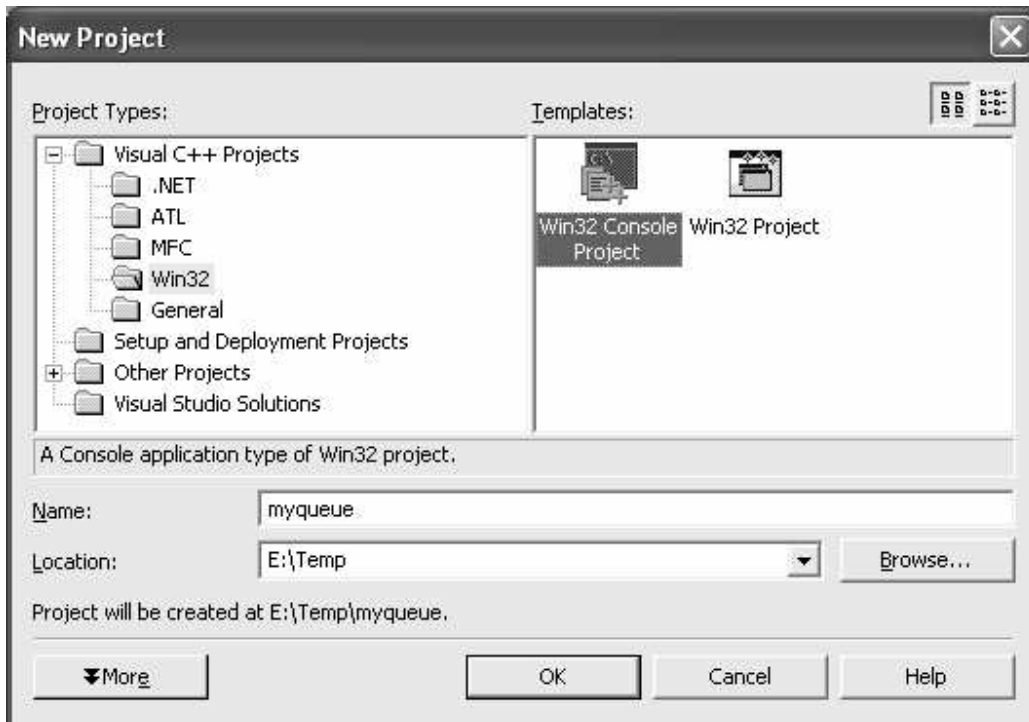 New Project
Project Types:
Templates:
Visual C++ Projects
.NET
ATL
MFC
Win32
General
Setup and Deployment Projects
Other Projects
Visual Studio Solutions
Win32 Console
Project
Win32 Project
A Console application type of Win32 project.
Name:
myqueue
Location:
E:\Temp
Browse...
Project will be created at E:\Temp\myqueue.
More
OK
Cancel
Help